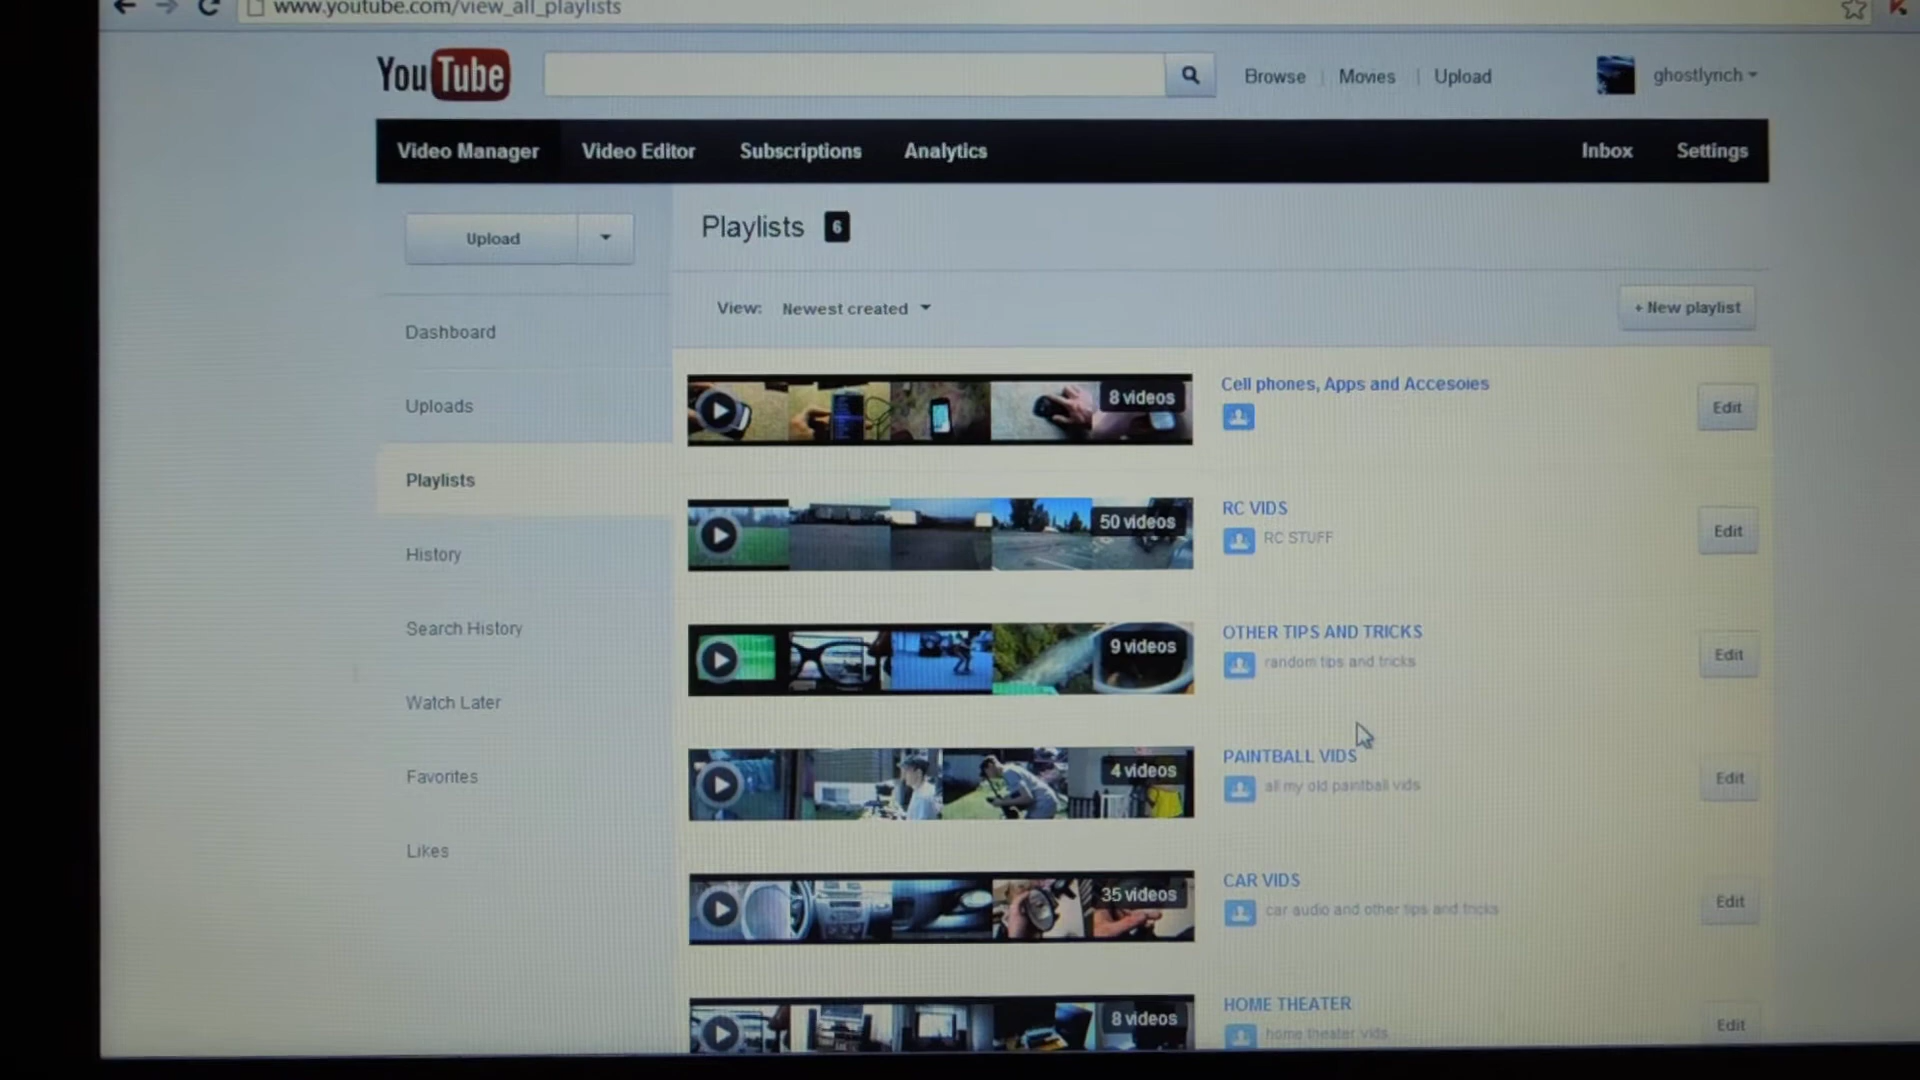 www.youtube.com/view_all_playlists
YouTube
Browse | Movies | Upload
ghostlyrich
Video Manager
Video Editor
Subscriptions
Analytics
Inbox
Settings
Upload
Playlists 6
View: Newest created
+ New playlist
Dashboard
Uploads
Playlists
History
Search History
Watch Later
Favorites
Likes
8 videos
Cell phones, Apps and Accesoies
Edit
50 videos
RC VIDS
RC STUFF
Edit
9 videos
OTHER TIPS AND TRICKS
random tips and tricks
Edit
4 videos
PAINTBALL VIDS
all my old paintball vids
Edit
35 videos
CAR VIDS
car audio and other tips and tricks
Edit
8 videos
HOME THEATER
home theater vids
Edit